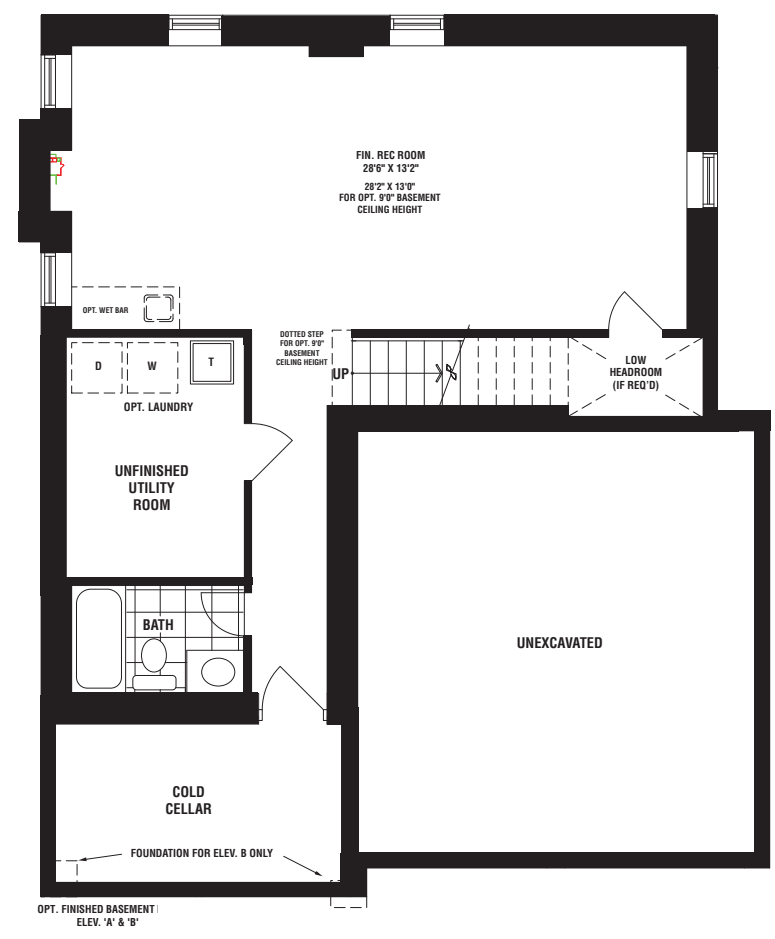 FIN. REC ROOM
28'6" X 13'2"
28'2" X 13'0"
FOR OPT. 9'0" BASEMENT
CEILING HEIGHT
OPT. WET BAR
DOTTED STEP
FOR OPT. 9'0"
BASEMENT
CEILING HEIGHT
UP
LOW
HEADROOM
(IF REQ'D)
D
W
T
OPT. LAUNDRY
UNFINISHED
UTILITY
ROOM
BATH
UNEXCAVATED
COLD
CELLAR
FOUNDATION FOR ELEV. B ONLY
OPT. FINISHED BASEMENT
ELEV. 'A' & 'B'